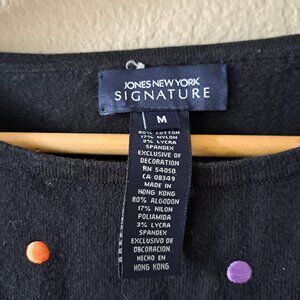 JONES NEW YORK
SIGNATURE
M
80% COTTON
17% NYLON
3% LYCRA
SPANDEX
EXCLUSIVE OF
DECORATION
RN 54050
CA 08349
MADE IN
HONG KONG
80% ALGODON
17% NILON
POLIAMIDA
3% LYCRA
SPANDEX
EXCLUSIVO DE
OBCORACION
HECHO EN
HONG KONG